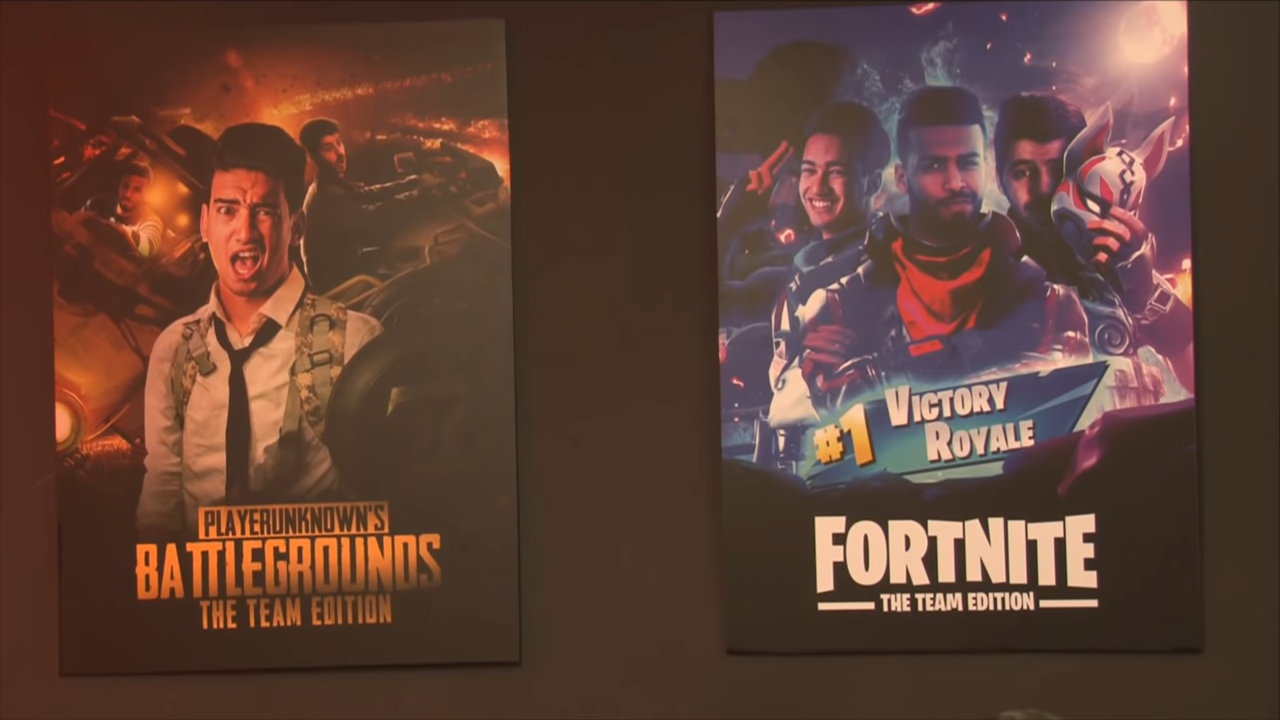 PLAYERUNKNOWN'S
BATTLEGROUNDS
THE TEAM EDITION
#1 VICTORY
ROYALE
FORTNITE
THE TEAM EDITION